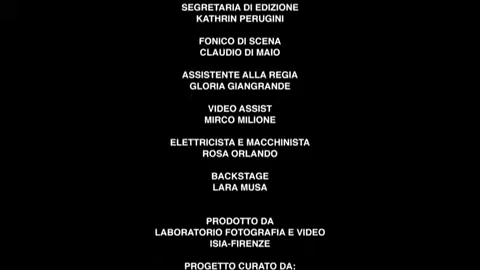 SEGRETARIA DI EDIZIONE
KATHRIN PERUGINI
FONICO DI SCENA
CLAUDIO DI MAIO
ASSISTENTE ALLA REGIA
GLORIA GIANGRANDE
VIDEO ASSIST
MIRCO MILIONE
ELETTRICISTA E MACCHINISTA
ROSA ORLANDO
BACKSTAGE
LARA MUSA
PRODOTTO DA
LABORATORIO FOTOGRAFIA E VIDEO
ISIA-FIRENZE
PROGETTO CURATO DA: